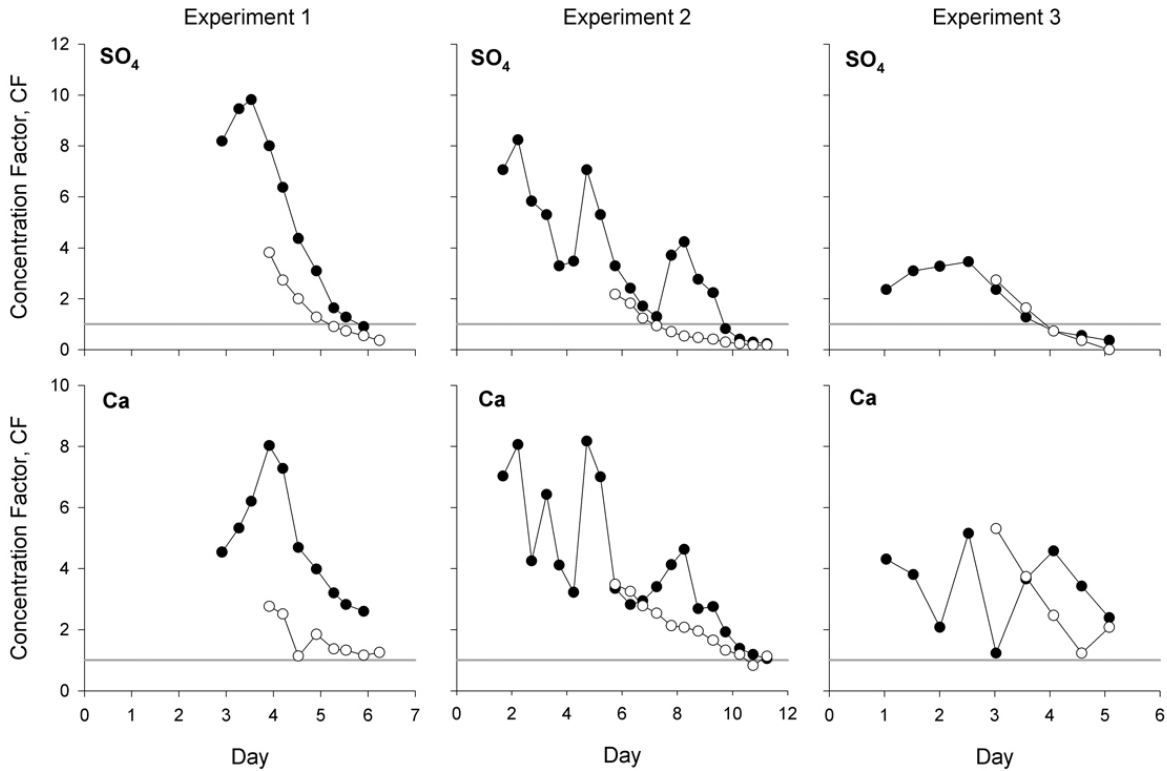 Experiment 1 Experiment 2 Experiment 3
Concentration Factor, CF
12
10
8
6
4
2
0
SO4
SO4
SO4
Concentration Factor, CF
10
8
6
4
2
0
Ca
Ca
Ca
0 1 2 3 4 5 6 7
0 2 4 6 8 10 12
0 1 2 3 4 5 6
Day Day Day